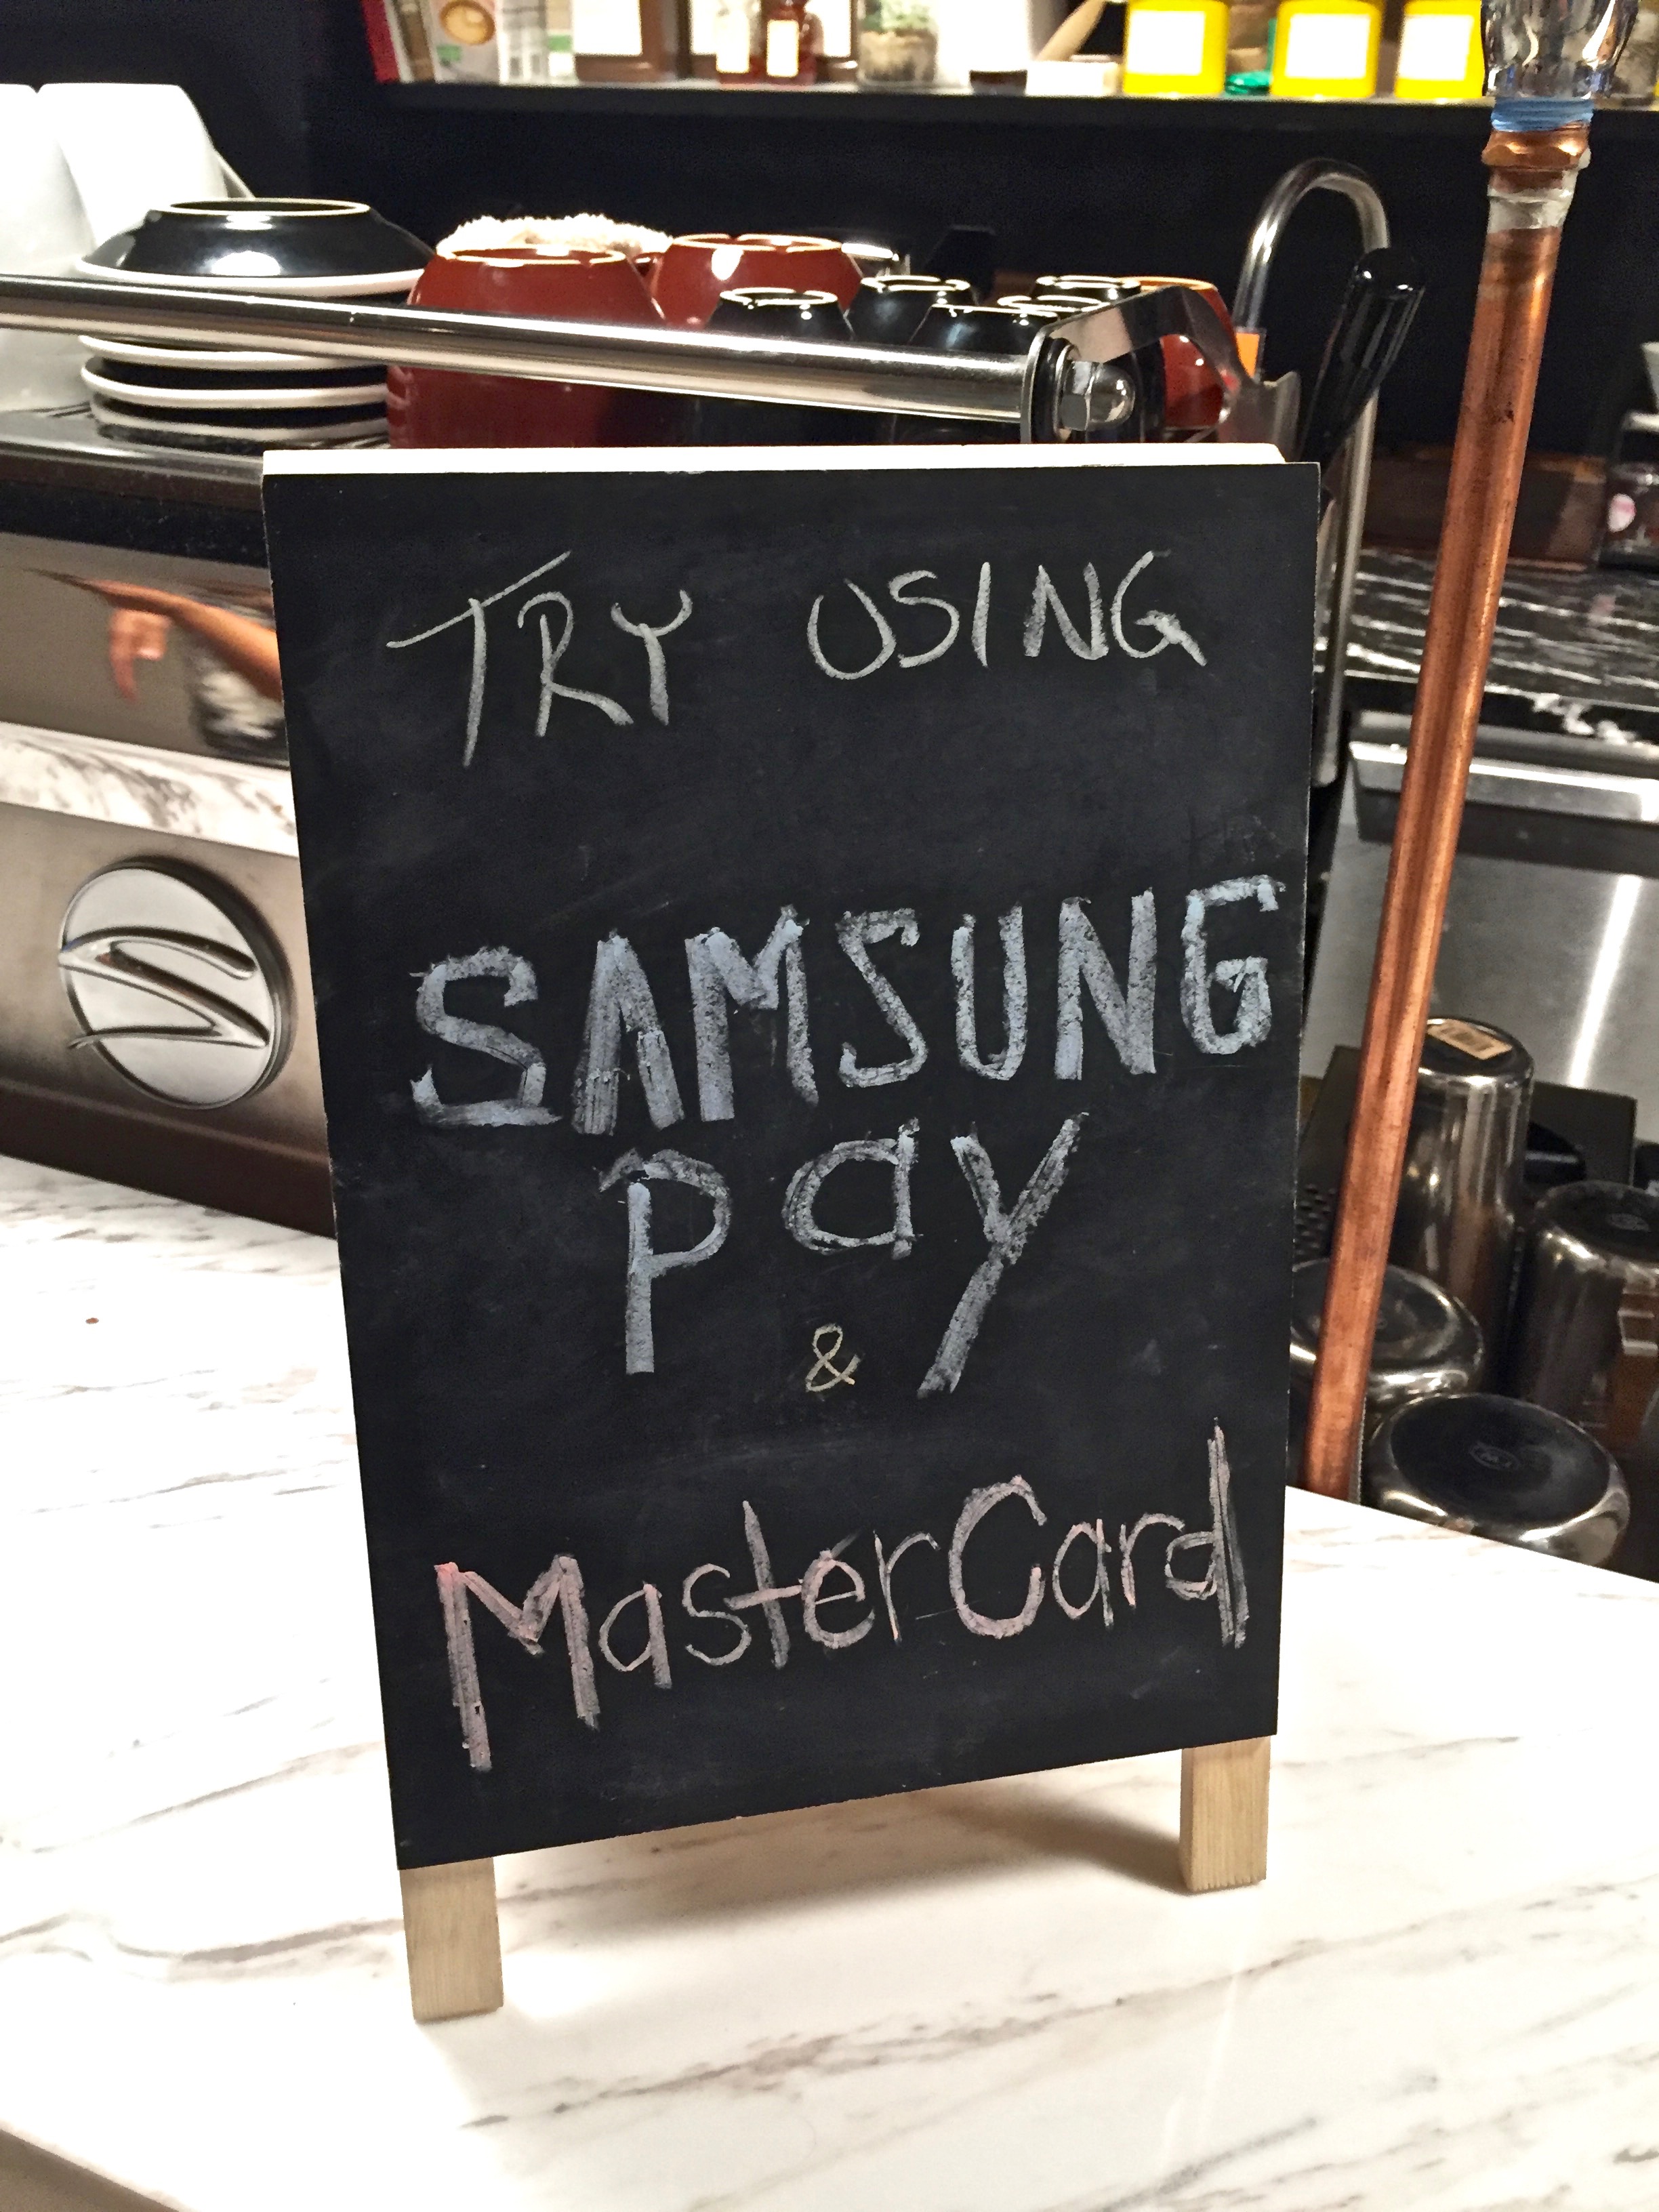 TRY USING
SAMSUNG
pay
&
MasterCard